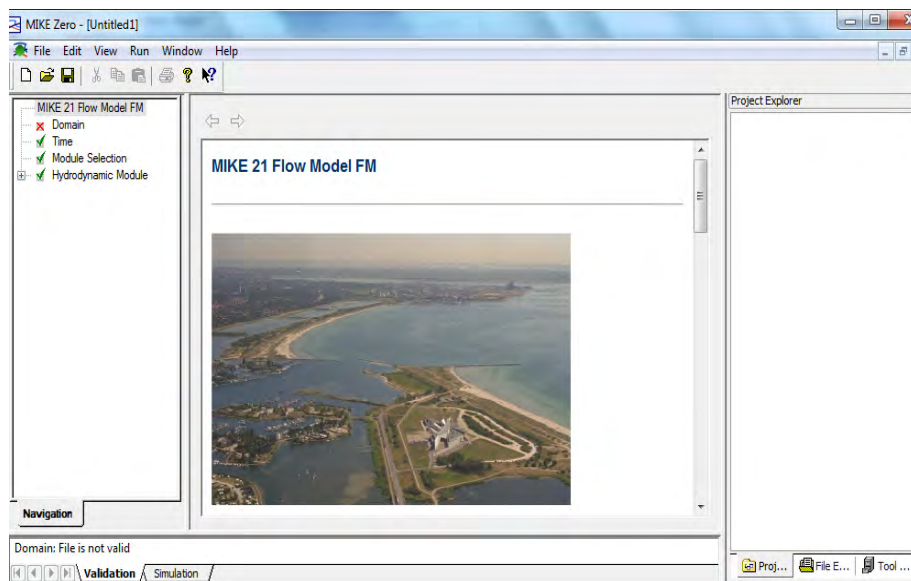 MIKE Zero - [Untitled1]
File Edit View Run Window Help
MIKE 21 Flow Model FM
Domain
Time
Module Selection
Hydrodynamic Module
Navigation
MIKE 21 Flow Model FM
Project Explorer
Domain: File is not valid
Validation Simulation
Proj... File E... Tool ...